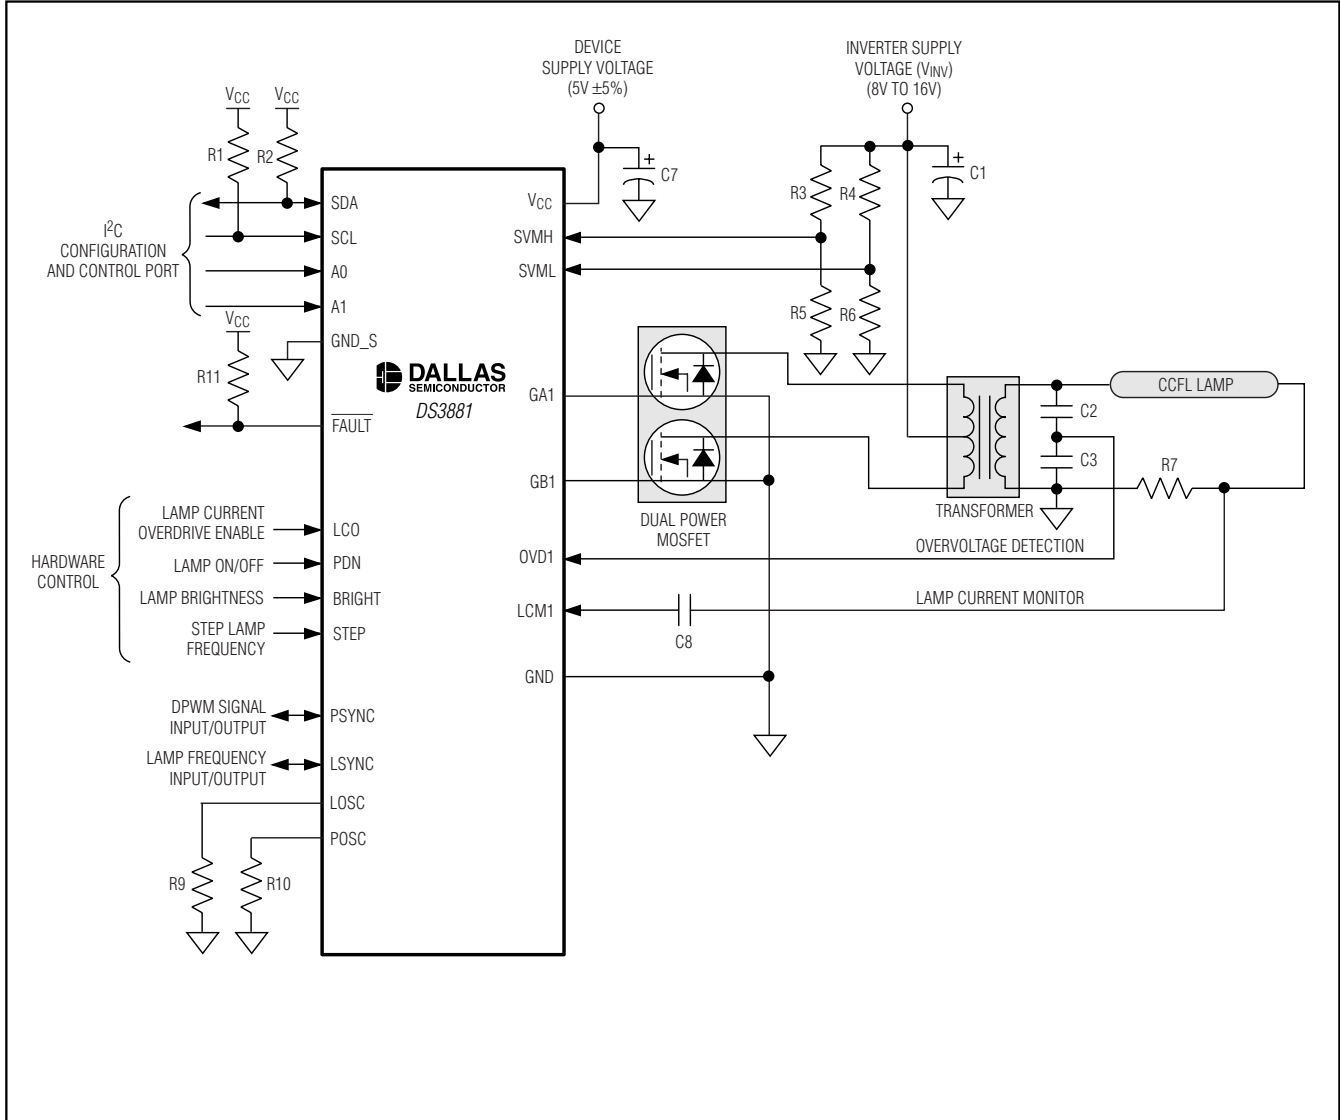 DEVICE
SUPPLY VOLTAGE
(5V ±5%)
INVERTER SUPPLY
VOLTAGE (VINV)
(8V TO 16V)
VCC
VCC
R1
R2
C7
R3
R4
C1
I2C
CONFIGURATION
AND CONTROL PORT
SDA
SCL
A0
A1
GND_S
VCC
SVMH
SVML
R5
R6
VCC
R11
FAULT
DALLAS
SEMICONDUCTOR
DS3881
GA1
GB1
DUAL POWER
MOSFET
TRANSFORMER
CCFL LAMP
C2
C3
R7
HARDWARE
CONTROL
LAMP CURRENT
OVERDRIVE ENABLE
LCO
LAMP ON/OFF
PDN
LAMP BRIGHTNESS
BRIGHT
STEP LAMP
FREQUENCY
STEP
OVD1
OVERVOLTAGE DETECTION
LCM1
LAMP CURRENT MONITOR
C8
GND
DPWM SIGNAL
INPUT/OUTPUT
PSYNC
LAMP FREQUENCY
INPUT/OUTPUT
LSYNC
LOSC
POSC
R9
R10